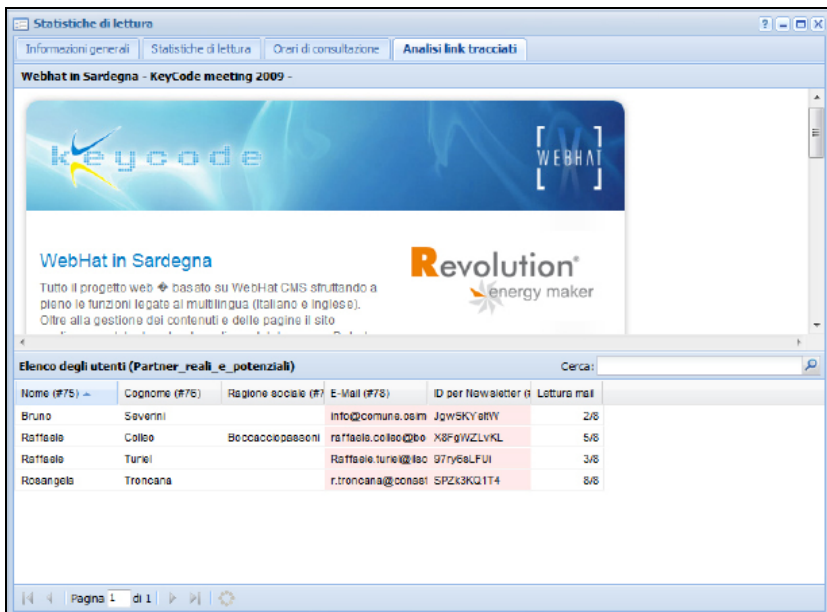 Statistiche di lettura
Informazioni generali Statistiche di lettura Orari di consultazione Analisi link tracciati
Webhat in Sardegna - KeyCode meeting 2009 -
keycode
WEBHAT
WebHat in Sardegna
Revolution®
energy maker
Tutto il progetto web � basato su WebHat CMS sfruttando a
pieno le funzioni legate al multilingua (italiano e inglese).
Oltre alla gestione dei contenuti e delle pagine il sito
Elenco degli utenti (Partner_reali_e_potenziali) Cerca:
Nome (#75) Cognome (#76) Ragione sociale (#7 E-Mail (#78) ID per Newsletter (# Lettura mail
Bruno Severini info@comune.osim Jgw5KYeltW 2/8
Raffaele Colleo Boccacciopassoni raffaele.colleo@bo X8FgWZLvKL 5/8
Raffaele Turiel Raffaele.turiel@ilsc 97ry6sLFUi 3/8
Rosangela Troncana r.troncana@conast SPZk3KQ1T4 8/8
Pagina 1 di 1